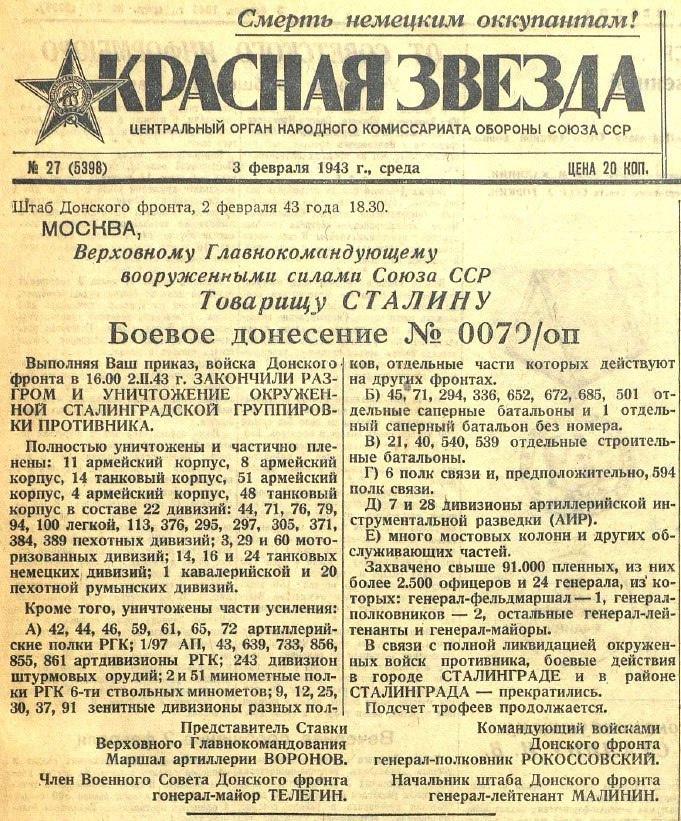 Смерть немецким оккупантам!
КРАСНАЯ ЗВЕЗДА
ЦЕНТРАЛЬНЫЙ ОРГАН НАРОДНОГО КОМИССАРИАТА ОБОРОНЫ СОЮЗА ССР
№ 27 (5398) 3 февраля 1943 г., среда ЦЕНА 20 КОП.
Штаб Донского фронта, 2 февраля 43 года 18.30.
МОСКВА,
Верховному Главнокомандующему
вооруженными силами Союза ССР
Товарищу СТАЛИНУ
Боевое донесение № 0079/оп
Выполняя Ваш приказ, войска Донского
фронта в 16.00 2.II.43 г. ЗАКОНЧИЛИ РАЗ-
ГРОМ И УНИЧТОЖЕНИЕ ОКРУЖЕН-
НОЙ СТАЛИНГРАДСКОЙ ГРУППИРОВ-
КИ ПРОТИВНИКА.
Полностью уничтожены и частично пле-
нены: 11 армейский корпус, 8 армейский
корпус, 14 танковый корпус, 51 армейский
корпус, 4 армейский корпус, 48 танковый
корпус в составе 22 дивизий: 44, 71, 76, 79,
94, 100 легкой, 113, 376, 295, 297, 305, 371,
384, 389 пехотных дивизий; 3, 29 и 60 мото-
ризованных дивизий; 14, 16 и 24 танковых
немецких дивизий; 1 кавалерийской и 20
пехотной румынских дивизий.
Кроме того, уничтожены части усиления:
А) 42, 44, 46, 59, 61, 65, 72 артиллерий-
ские полки РГК; 1/97 АП, 43, 639, 733, 856,
855, 861 артдивизионы РГК; 243 дивизион
штурмовых орудий; 2 и 51 минометные пол-
ки РГК 6-ти ствольных минометов; 9, 12, 25,
30, 37, 91 зенитные дивизионы разных пол-
ков, отдельные части которых действуют
на других фронтах.
Б) 45, 71, 294, 336, 652, 672, 685, 501 от-
дельные саперные батальоны и 1 отдель-
ный саперный батальон без номера.
В) 21, 40, 540, 539 отдельные строитель-
ные батальоны.
Г) 6 полк связи и, предположительно, 594
полк связи.
Д) 7 и 28 Дивизионы артиллерийской ин-
струментальной разведки (АИР).
Е) много мостовых колонн и других об-
служивающих частей.
Захвачено свыше 91.000 пленных, из них
более 2.500 офицеров и 24 генерала, из ко-
торых: генерал-фельдмаршал — 1, генерал-
полковников — 2, остальные генерал-лей-
тенанты и генерал-майоры.
В связи с полной ликвидацией окружен-
ных войск противника, боевые действия
в городе СТАЛИНГРАДЕ и в районе
СТАЛИНГРАДА — прекратились.
Подсчет трофеев продолжается.
Представитель Ставки
Верховного Главнокомандования
Маршал артиллерии ВОРОНОВ.
Член Военного Совета Донского фронта
гонерал-майор ТЕЛЕГИН.
Командующий войсками
Донского фронта
генерал-полковник РОКОССОВСКИЙ.
Начальник штаба Донского фронта
генерал-лейтенант МАЛИНИН.